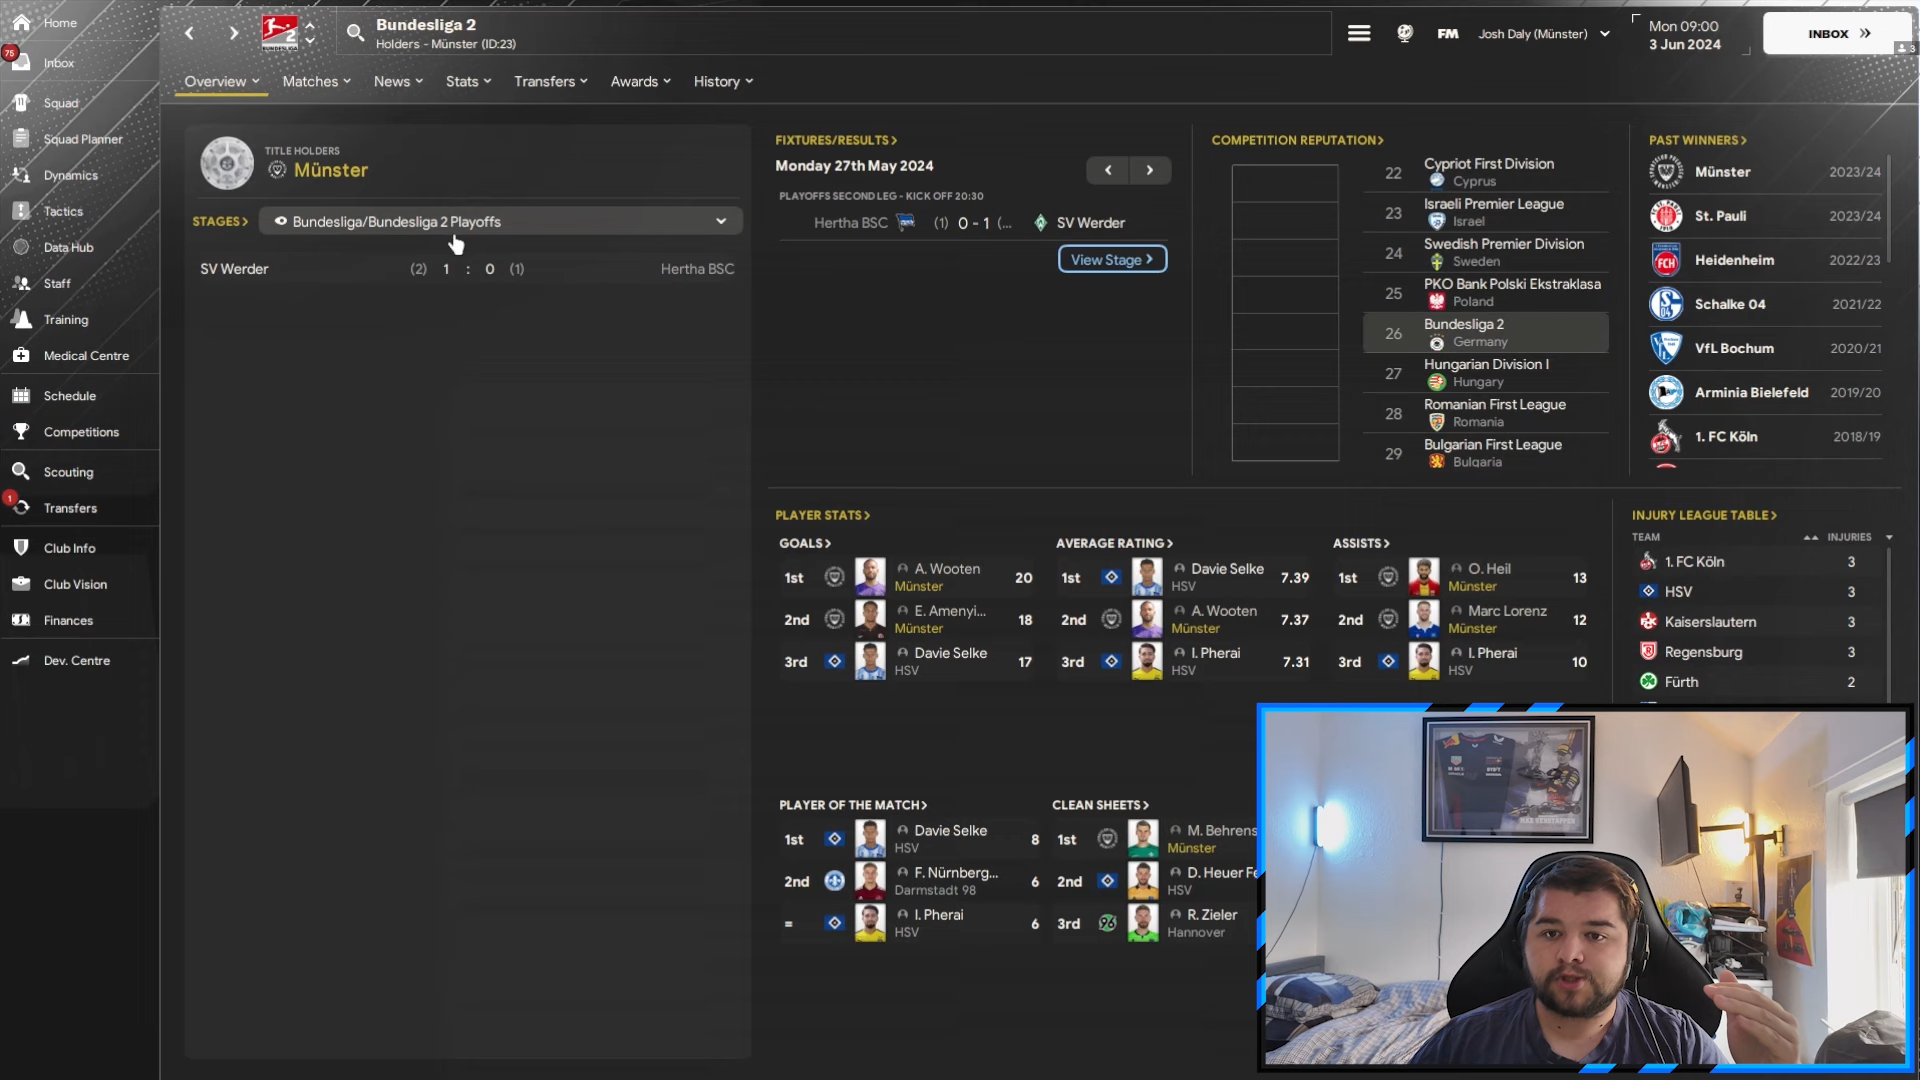 Home
75
Inbox
Squad
Squad Planner
Dynamics
Tactics
Data Hub
Staff
Training
Medical Centre
Schedule
Competitions
Scouting
1
Transfers
Club Info
Club Vision
Finances
Dev. Centre
Bundesliga 2
Holders - Münster (ID:23)
FM
Josh Daly (Münster)
Mon 09:00
3 Jun 2024
INBOX
3
Overview
Matches
News
Stats
Transfers
Awards
History
TITLE HOLDERS
Münster
STAGES>
Bundesliga/Bundesliga 2 Playoffs
SV Werder (2) 1 : 0 (1) Hertha BSC
FIXTURES/RESULTS>
Monday 27th May 2024
PLAYOFFS SECOND LEG - KICK OFF 20:30
Hertha BSC (1) 0 - 1 (... SV Werder
View Stage >
COMPETITION REPUTATION>
22 Cypriot First Division
Cyprus
23 Israeli Premier League
Israel
24 Swedish Premier Division
Sweden
25 PKO Bank Polski Ekstraklasa
Poland
26 Bundesliga 2
Germany
27 Hungarian Division I
Hungary
28 Romanian First League
Romania
29 Bulgarian First League
Bulgaria
PAST WINNERS>
Münster 2023/24
St. Pauli 2023/24
Heidenheim 2022/23
Schalke 04 2021/22
VfL Bochum 2020/21
Arminia Bielefeld 2019/20
1. FC Köln 2018/19
PLAYER STATS>
GOALS>
1st A. Wooten 20
Münster
2nd E. Amenyi... 18
Münster
3rd Davie Selke 17
HSV
AVERAGE RATING>
1st Davie Selke 7.39
HSV
2nd A. Wooten 7.37
Münster
3rd I. Pherai 7.31
HSV
ASSISTS>
1st O. Heil 13
Münster
2nd Marc Lorenz 12
Münster
3rd I. Pherai 10
HSV
INJURY LEAGUE TABLE>
TEAM INJURIES
1. FC Köln 3
HSV 3
Kaiserslautern 3
Regensburg 3
Fürth 2
PLAYER OF THE MATCH>
1st Davie Selke 8
HSV
2nd F. Nürnberg... 6
Darmstadt 98
= I. Pherai 6
HSV
CLEAN SHEETS>
1st M. Behrens
Münster
2nd D. Heuer Fe
HSV
3rd R. Zieler
Hannover